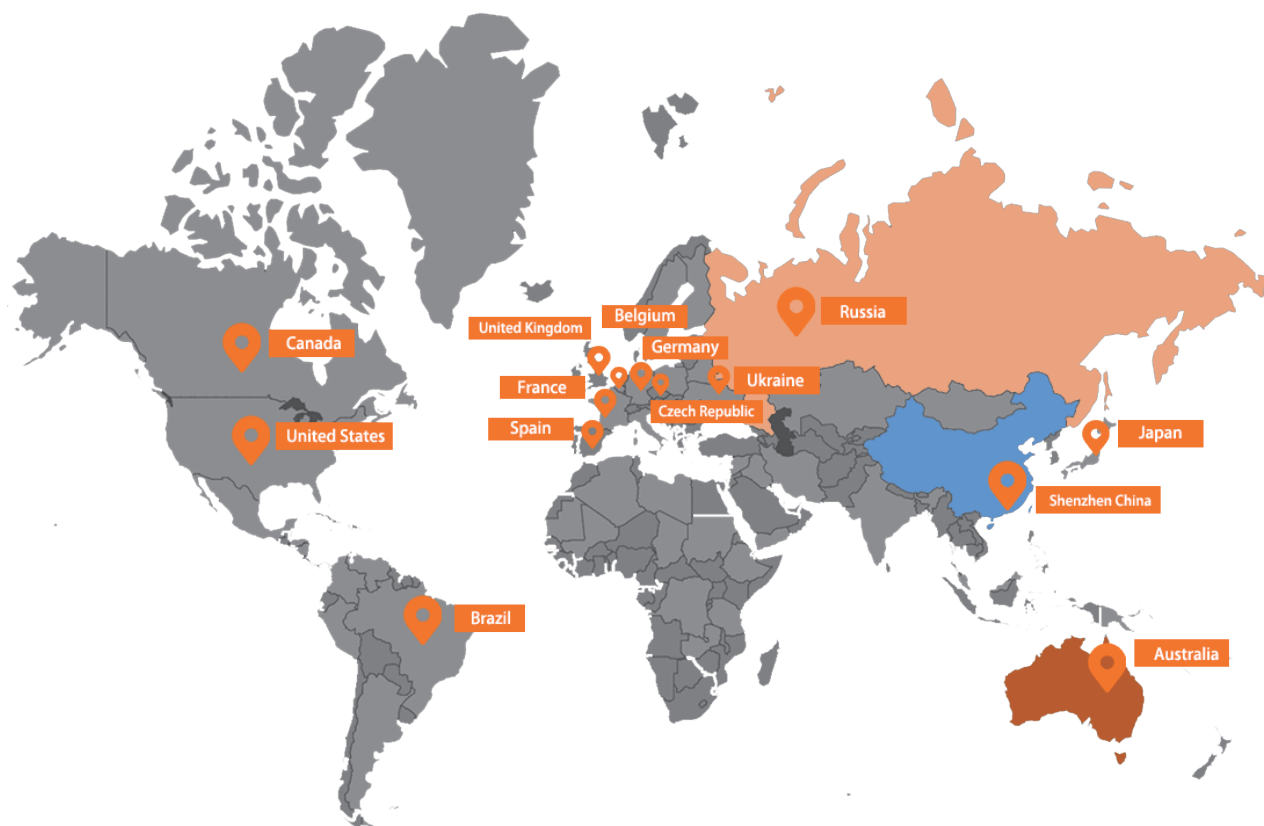 Belgium
Russia
United Kingdom
Canada
Germany
Ukraine
France
Czech Republic
Spain
United States
Japan
Shenzhen China
Brazil
Australia